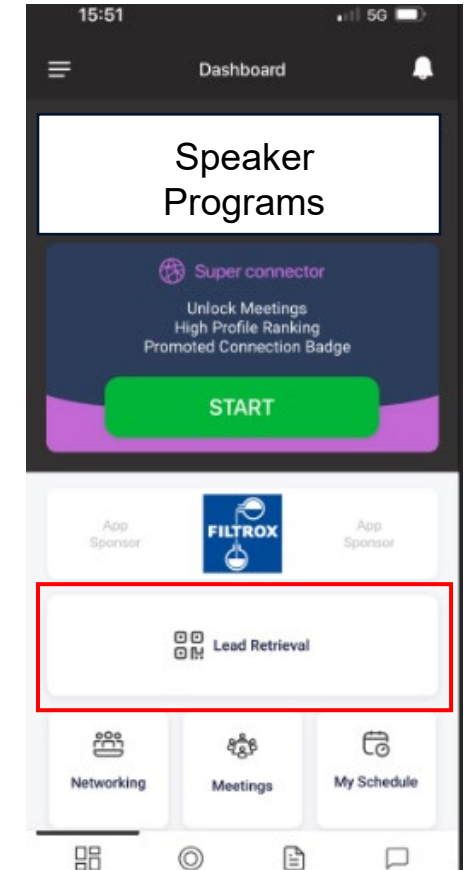 15:51
5G
Dashboard
Speaker
Programs
Super connector
Unlock Meetings
High Profile Ranking
Promoted Connection Badge
START
App
Sponsor
FILTROX
App
Sponsor
Lead Retrieval
Networking
Meetings
My Schedule